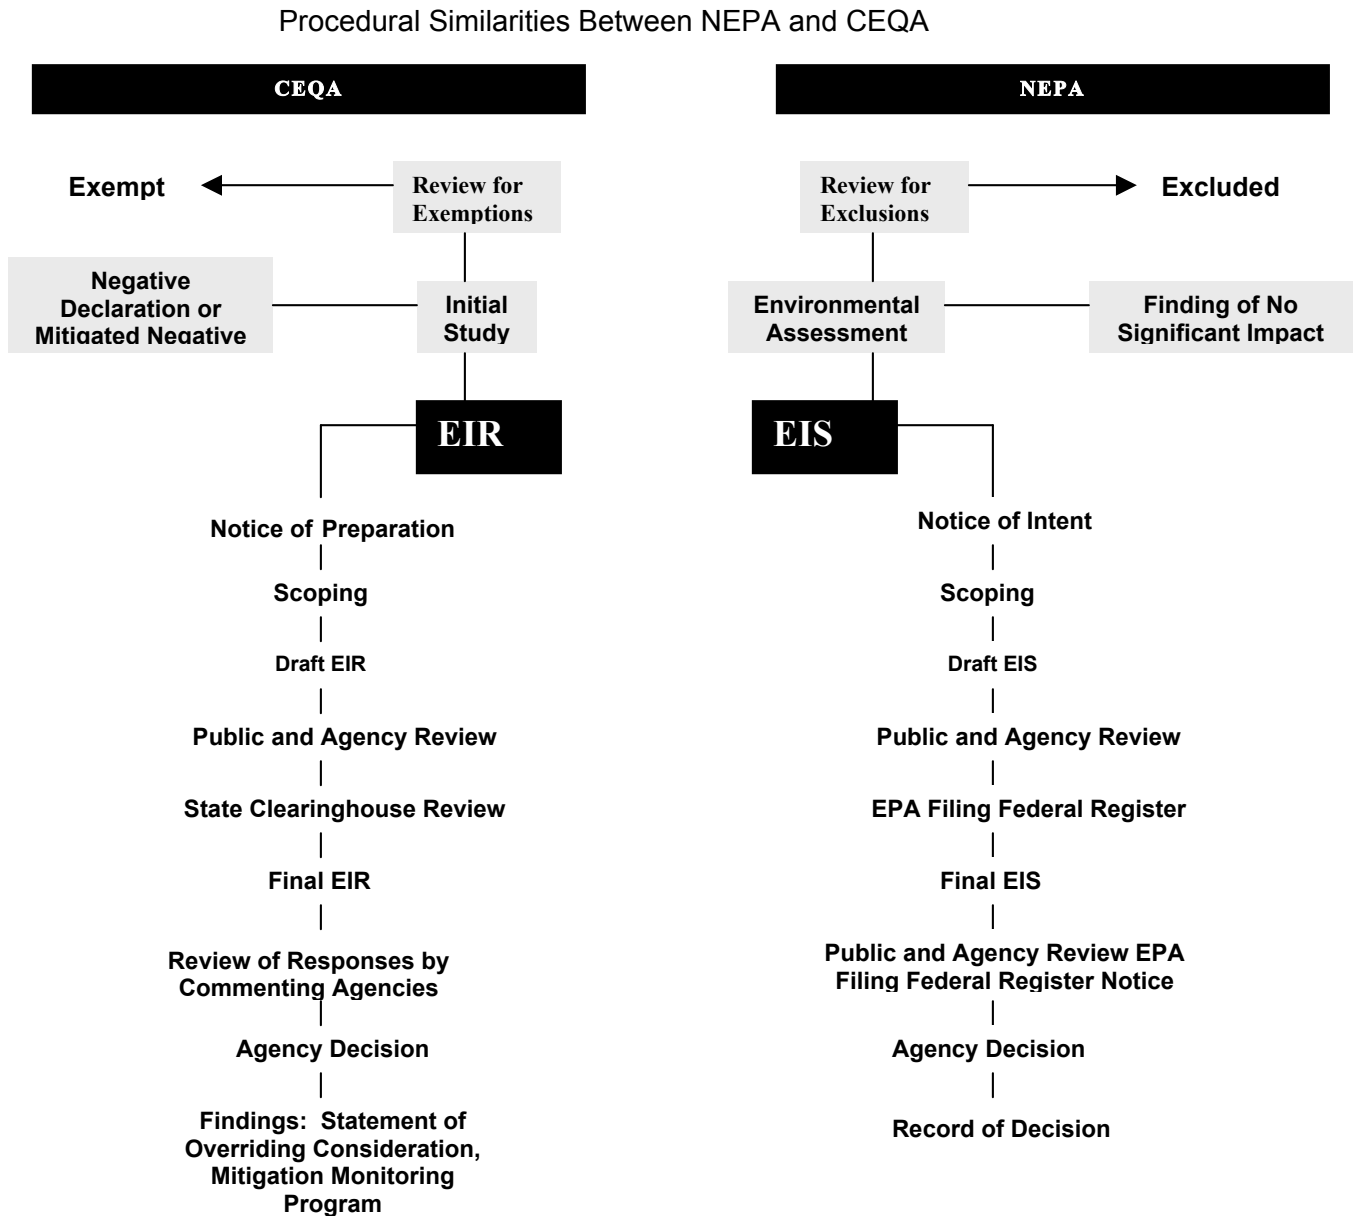 Procedural Similarities Between NEPA and CEQA
CEQA
Exempt
Review for
Exemptions
Negative
Declaration or
Mitigated Negative
Initial
Study
EIR
Notice of Preparation
Scoping
Draft EIR
Public and Agency Review
State Clearinghouse Review
Final EIR
Review of Responses by
Commenting Agencies
Agency Decision
Findings: Statement of
Overriding Consideration,
Mitigation Monitoring
Program
NEPA
Review for
Exclusions
Excluded
Environmental
Assessment
Finding of No
Significant Impact
EIS
Notice of Intent
Scoping
Draft EIS
Public and Agency Review
EPA Filing Federal Register
Final EIS
Public and Agency Review EPA
Filing Federal Register Notice
Agency Decision
Record of Decision